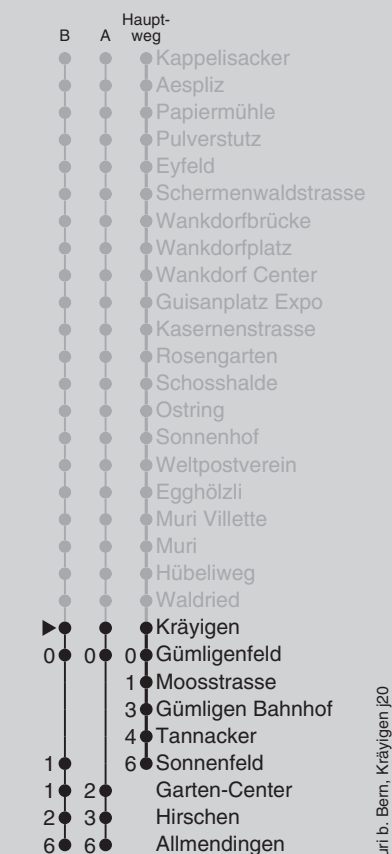 Haupt-
B A weg
Kappelisacker
Aespliz
Papiermühle
Pulverstutz
Eyfeld
Schermenwaldstrasse
Wankdorfbrücke
Wankdorfplatz
Wankdorf Center
Guisanplatz Expo
Kasernenstrasse
Rosengarten
Schosshalde
Ostring
Sonnenhof
Weltpostverein
Egghölzli
Muri Villette
Muri
Hübeliweg
Waldried
Kräyigen
0 0 0 Gümligenfeld
1 Moosstrasse
3 Gümligen Bahnhof
4 Tannacker
1 6 Sonnenfeld
1 2 Garten-Center
2 3 Hirschen
6 6 Allmendingen
b. Bern, Kräyigen j20